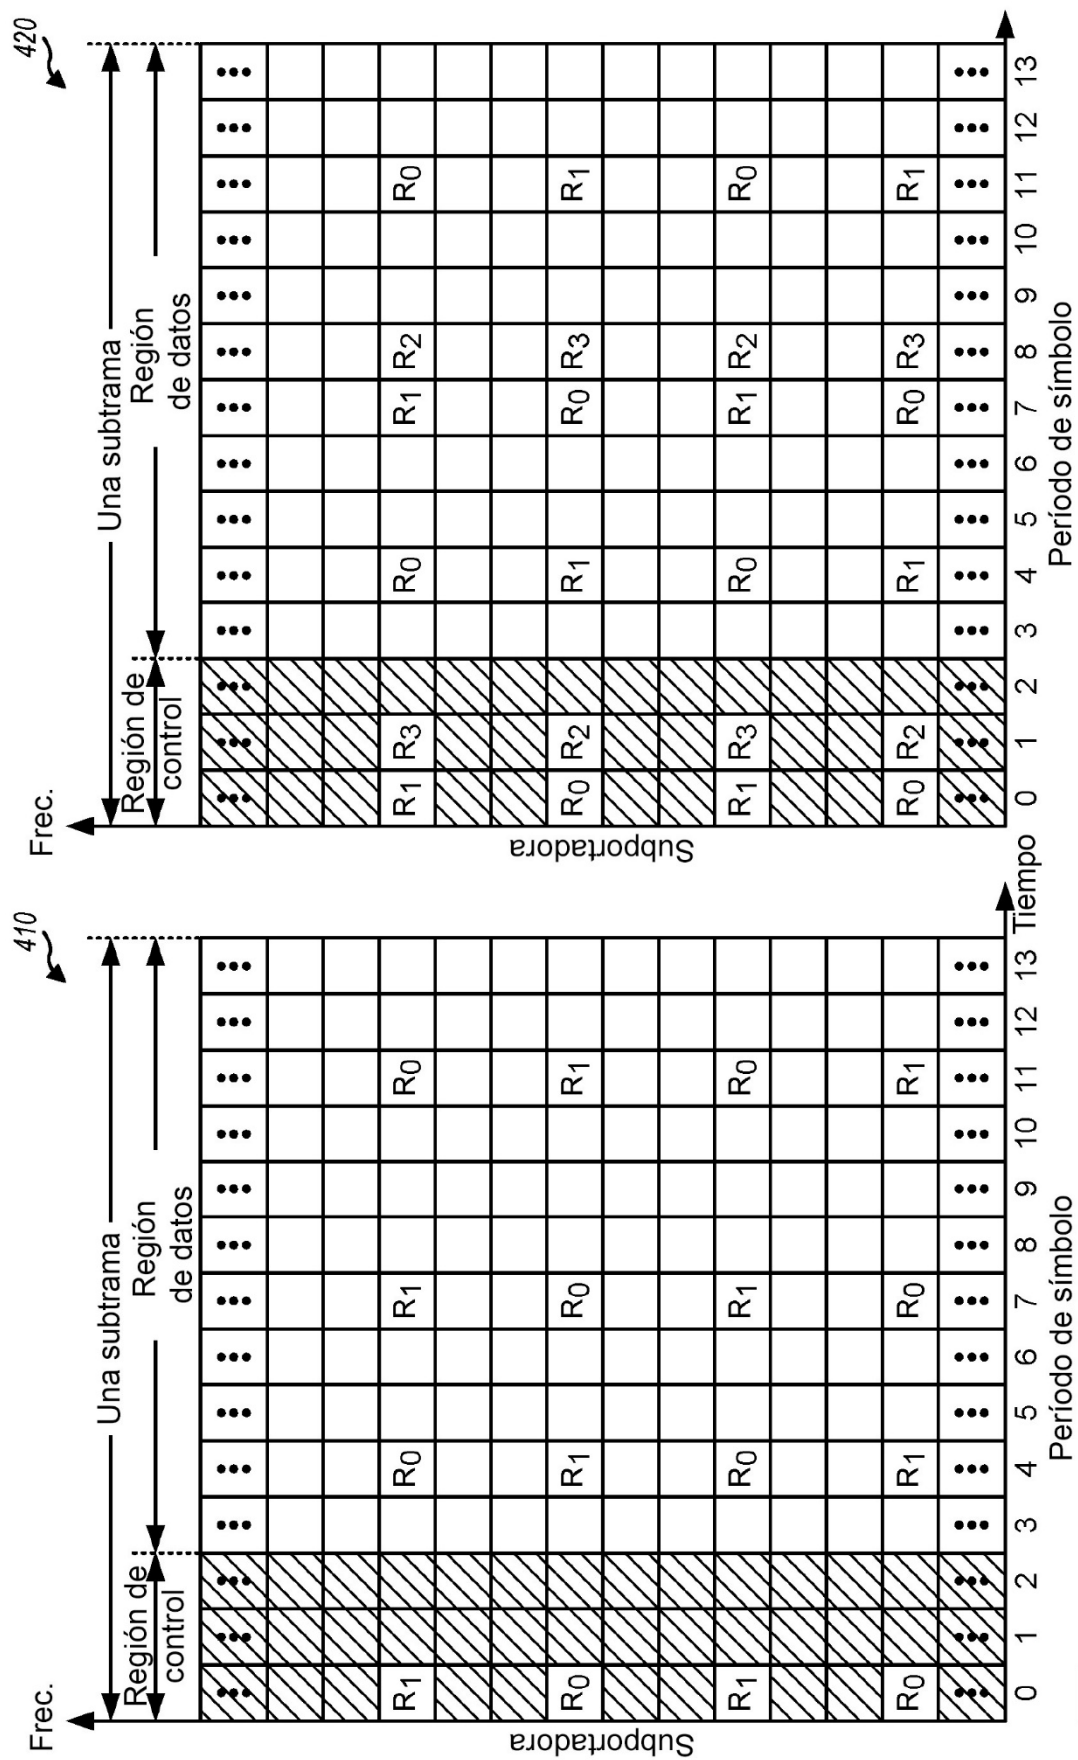 410
Frec.
Una subtrama
Región de
control
Región
de datos
Subportadora
... ... ... ... ... ... ... ... ... ... ... ... ... ...
R1 R0 R1 R0
R0 R1 R0 R1
R1 R0 R1 R0
R0 R1 R0 R1
... ... ... ... ... ... ... ... ... ... ... ... ... ...
0 1 2 3 4 5 6 7 8 9 10 11 12 13
Período de símbolo
Tiempo
420
Frec.
Una subtrama
Región de
control
Región
de datos
Subportadora
... ... ... ... ... ... ... ... ... ... ... ... ... ...
R1 R3 R0 R1 R2 R0
R0 R2 R1 R0 R3 R1
R1 R3 R0 R1 R2 R0
R0 R2 R1 R0 R3 R1
... ... ... ... ... ... ... ... ... ... ... ... ... ...
0 1 2 3 4 5 6 7 8 9 10 11 12 13
Período de símbolo